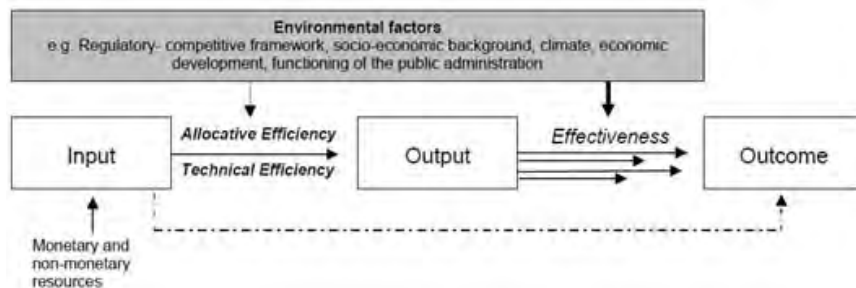 Environmental factors
e.g. Regulatory- competitive framework, socio-economic background, climate, economic
development, functioning of the public administration
Input
Allocative Efficiency
Technical Efficiency
Output
Effectiveness
Outcome
Monetary and
non-monetary
resources